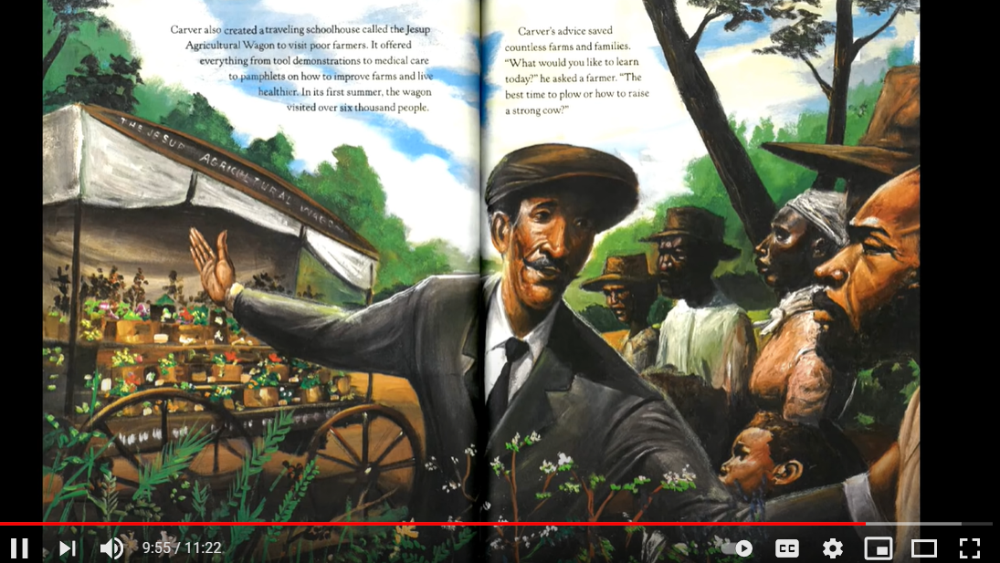 Carver also created a traveling schoolhouse called the Jesup
Agricultural Wagon to visit poor farmers. It offered
everything from tool demonstrations to medical care
to pamphlets on how to improve farms and live
healthier. In its first summer, the wagon
visited over six thousand people.
Carver's advice saved
countless farms and families.
“What would you like to learn
today?” he asked a farmer. “The
best time to plow or how to raise
a strong cow?”
THE JESUP AGRICULTURAL WAGON
9:55 / 11:22
CC